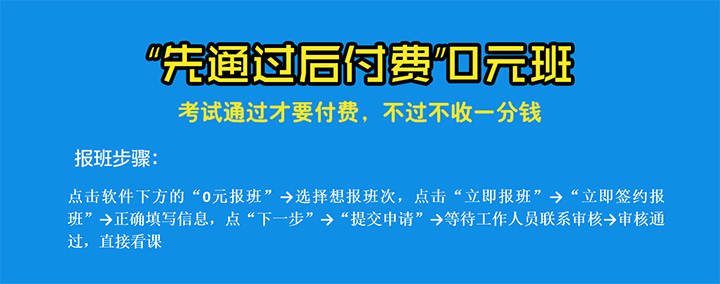 “先通过后付费”0元班
考试通过才要付费，不过不收一分钱
报班步骤：
点击软件下方的“0元报班”→选择想报班次，点击“立即报班”→“立即签约报
班”→正确填写信息，点“下一步”→“提交申请”→等待工作人员联系审核→审核通
过，直接看课